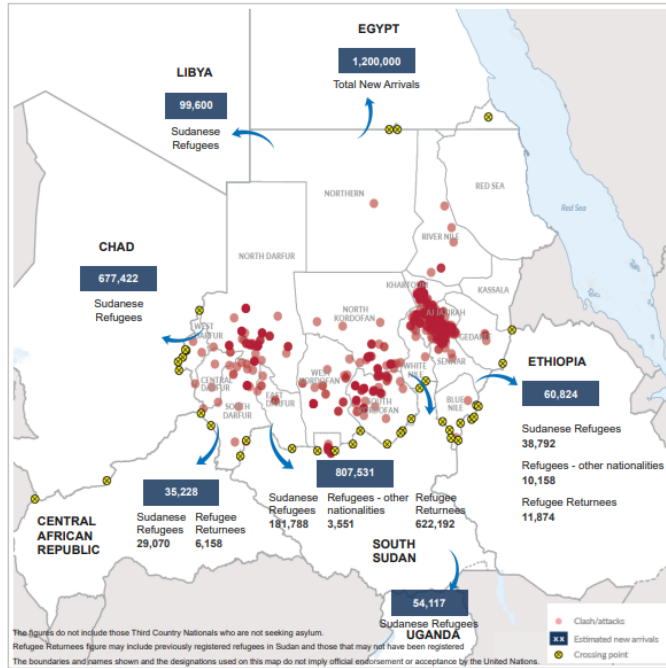 EGYPT
1,200,000
Total New Arrivals
LIBYA
99,600
Sudanese
Refugees
NORTHERN
RED SEA
Red Sea
RIVER NILE
CHAD
677,422
Sudanese
Refugees
NORTH DARFUR
KHARTOUM
KASSALA
NORTH
KORDOFAN
AJ JAZIRAH
GEDAREF
WEST
DARFUR
SENNAR
WHITE
NILE
WEST
KORDOFAN
CENTRAL
DARFUR
EAST
DARFUR
SOUTH
KORDOFAN
BLUE
NILE
SOUTH
DARFUR
ETHIOPIA
60,824
Sudanese Refugees
38,792
Refugees - other nationalities
10,158
Refugee Returnees
11,874
35,228
Sudanese
Refugees
29,070
Refugee
Returnees
6,158
807,531
Sudanese
Refugees
181,788
Refugees - other
nationalities
3,551
Refugee
Returnees
622,192
CENTRAL
AFRICAN
REPUBLIC
SOUTH
SUDAN
54,117
Sudanese Refugees
UGANDA
Clash/attacks
xx Estimated new arrivals
Crossing point
The figures do not include those Third Country Nationals who are not seeking asylum.
Refugee Returnees figure may include previously registered refugees in Sudan and those that may not have been registered
The boundaries and names shown and the designations used on this map do not imply official endorsement or acceptance by the United Nations.